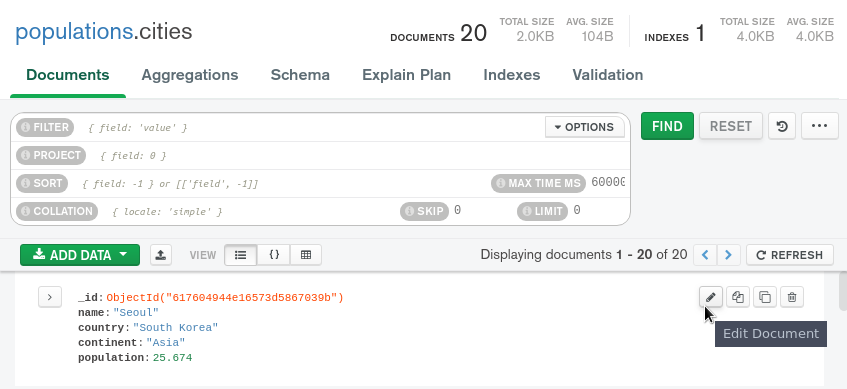 populations.cities
DOCUMENTS 20 TOTAL SIZE 2.0KB AVG. SIZE 104B INDEXES 1 TOTAL SIZE 4.0KB AVG. SIZE 4.0KB
Documents Aggregations Schema Explain Plan Indexes Validation
FILTER { field: 'value' } OPTIONS FIND RESET
PROJECT { field: 0 }
SORT { field: -1 } or [['field', -1]] MAX TIME MS 60000
COLLATION { locale: 'simple' } SKIP 0 LIMIT 0
ADD DATA VIEW {} Displaying documents 1 - 20 of 20 REFRESH
_id: ObjectId("617604944e16573d5867039b")
name: "Seoul"
country: "South Korea"
continent: "Asia"
population: 25.674
Edit Document